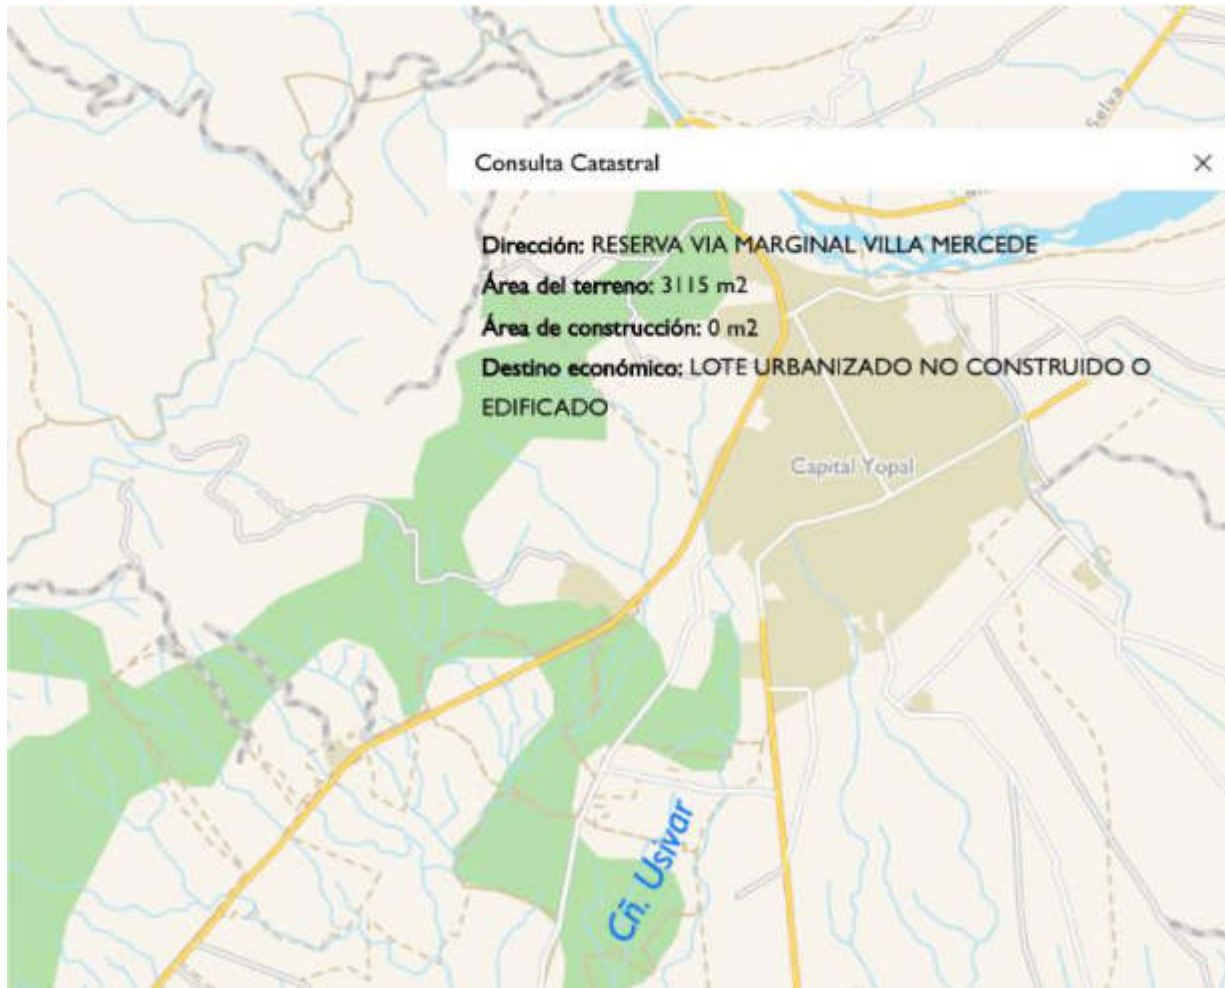 Selva
Consulta Catastral
Dirección: RESERVA VIA MARGINAL VILLA MERCEDE
Área del terreno: 3115 m2
Área de construcción: 0 m2
Destino económico: LOTE URBANIZADO NO CONSTRUIDO O
EDIFICADO
Capital Yopal
Cñ. Usivar